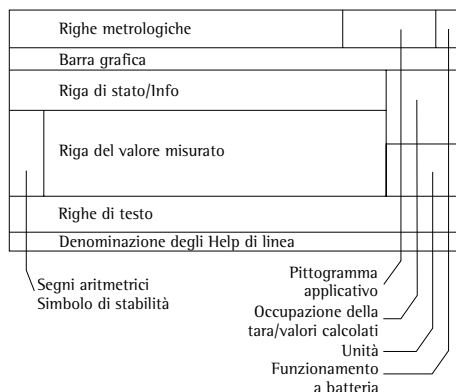 Righe metrologiche
Barra grafica
Riga di stato/Info
Riga del valore misurato
Righe di testo
Denominazione degli Help di linea
Segni aritmetrici
Simbolo di stabilità
Pittogramma
applicativo
Occupazione della
tara/valori calcolati
Unità
Funzionamento
a batteria